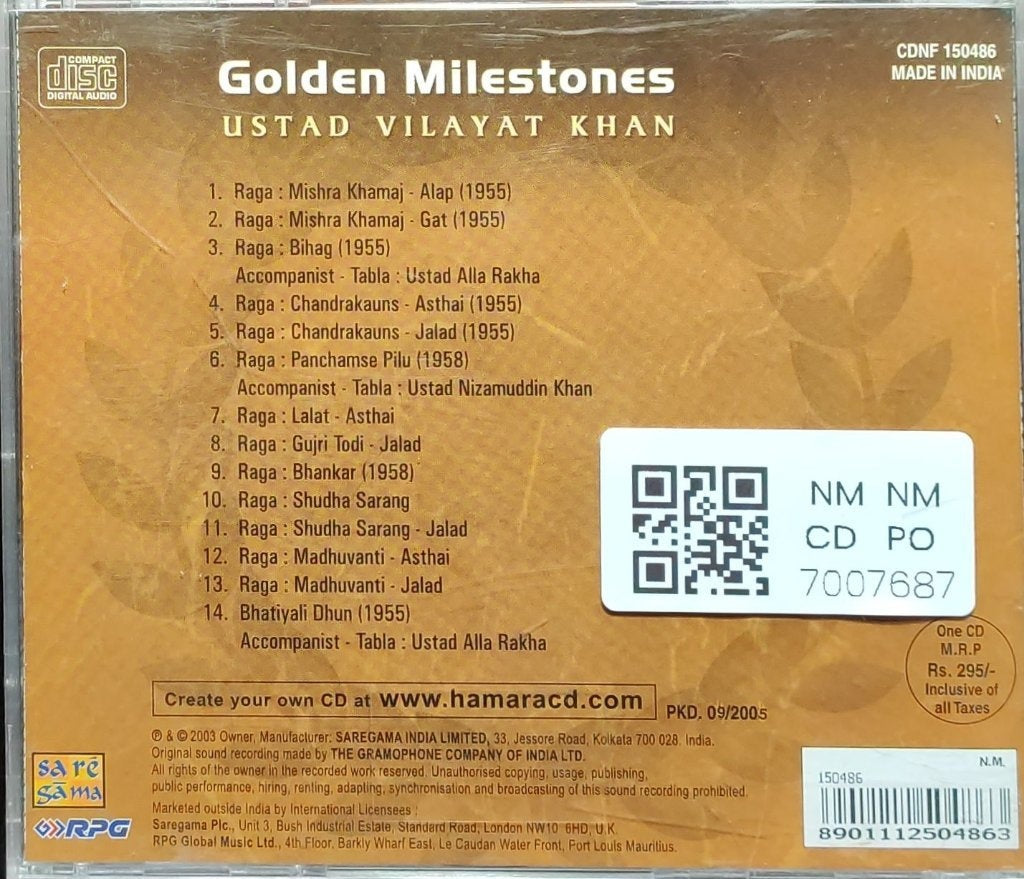 COMPACT
disc
DIGITAL AUDIO
Golden Milestones
USTAD VILAYAT KHAN
CDNF 150486
MADE IN INDIA
1. Raga : Mishra Khamaj - Alap (1955)
2. Raga : Mishra Khamaj - Gat (1955)
3. Raga : Bihag (1955)
Accompanist - Tabla : Ustad Alla Rakha
4. Raga : Chandrakauns - Asthai (1955)
5. Raga : Chandrakauns - Jalad (1955)
6. Raga : Panchamse Pilu (1958)
Accompanist - Tabla : Ustad Nizamuddin Khan
7. Raga : Lalat - Asthai
8. Raga : Gujri Todi - Jalad
9. Raga : Bhankar (1958)
10. Raga : Shudha Sarang
11. Raga : Shudha Sarang - Jalad
12. Raga : Madhuvanti - Asthai
13. Raga : Madhuvanti - Jalad
14. Bhatiyali Dhun (1955)
Accompanist - Tabla : Ustad Alla Rakha
NM NM
CD PO
7007687
One CD
M.R.P
Rs. 295/-
Inclusive of
all Taxes
Create your own CD at www.hamaracd.com
PKD. 09/2005
℗ & © 2003 Owner, Manufacturer: SAREGAMA INDIA LIMITED, 33, Jessore Road, Kolkata 700 028. India.
Original sound recording made by THE GRAMOPHONE COMPANY OF INDIA LTD.
All rights of the owner in the recorded work reserved. Unauthorised copying, usage, publishing,
public performance, hiring, renting, adapting, synchronisation and broadcasting of this sound recording prohibited.
Marketed outside India by International Licensees :
Saregama Plc., Unit 3, Bush Industrial Estate, Standard Road, London NW10 6HD, U.K.
RPG Global Music Ltd., 4th Floor, Barkly Wharf East, Le Caudan Water Front, Port Louis Mauritius.
sa rē
gāma
RPG
N.M.
150486
8901112504863